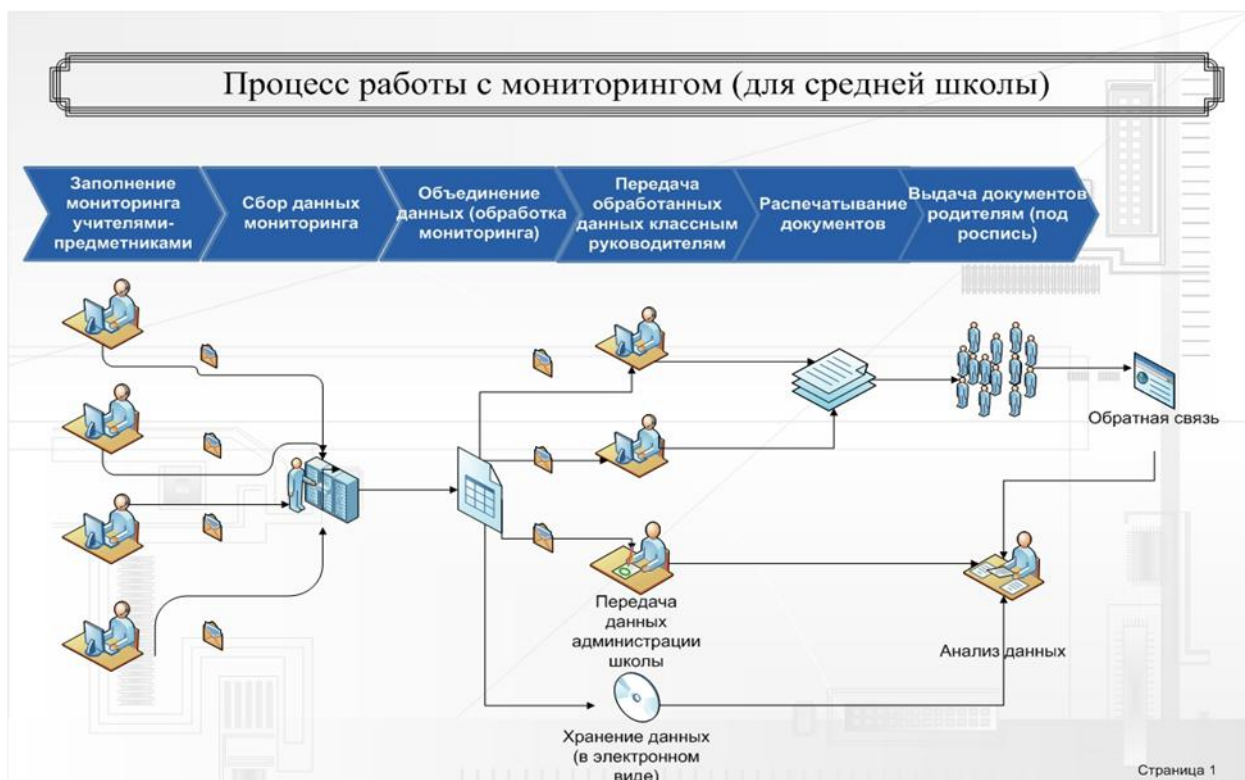 Процесс работы с мониторингом (для средней школы)
Заполнение
мониторинга
учителями-
предметниками
Сбор данных
мониторинга
Объединение
данных (обработка
мониторинга)
Передача
обработанных
данных классным
руководителям
Распечатывание
документов
Выдача документов
родителям (под
роспись)
Обратная связь
Передача
данных
администрации
школы
Анализ данных
Хранение данных
(в электронном
виде)
Страница 1